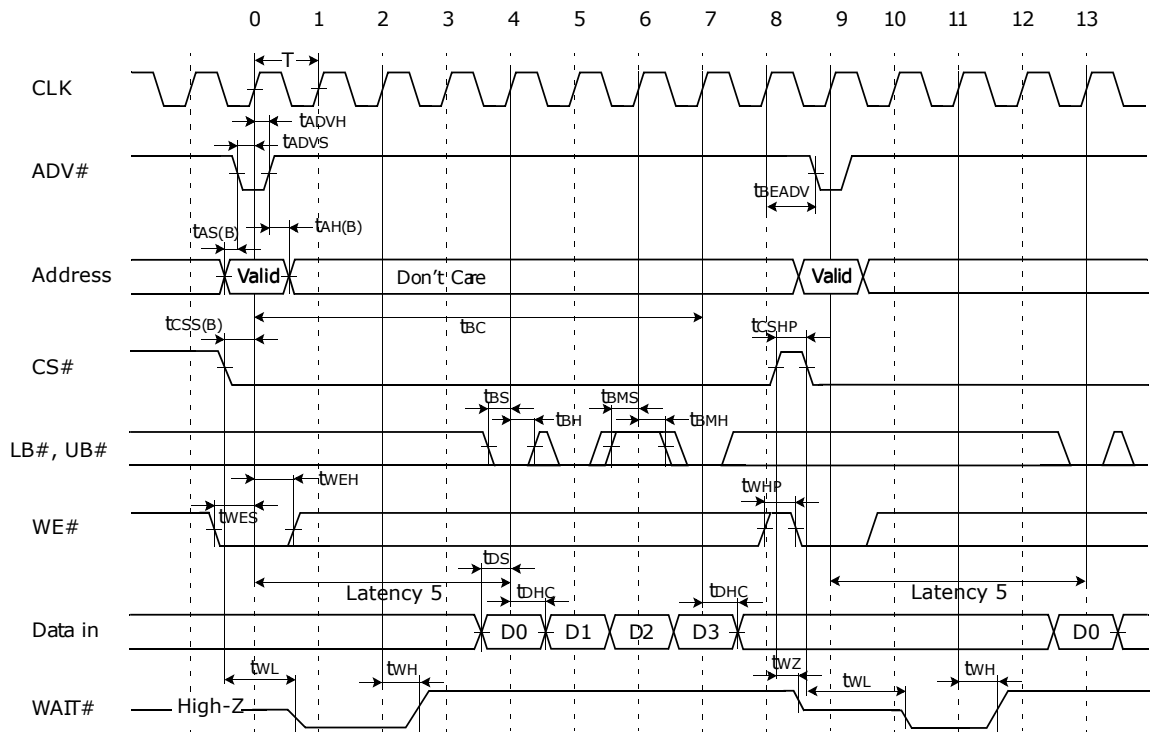 0 1 2 3 4 5 6 7 8 9 10 11 12 13
T
CLK
tADVH
tADVS
ADV#
tBEADV
tAS(B) tAH(B)
Address Valid Don't Care Valid
tCSS(B) tBC tCSHP
CS#
tBS tBMS
tBH tBMH
LB#, UB#
tWEH tWHP
tWES
WE#
tDS
Latency 5 tDHC tDHC Latency 5
Data in D0 D1 D2 D3 D0
tWL tWH tWZ tWL tWH
WAIT# High-Z